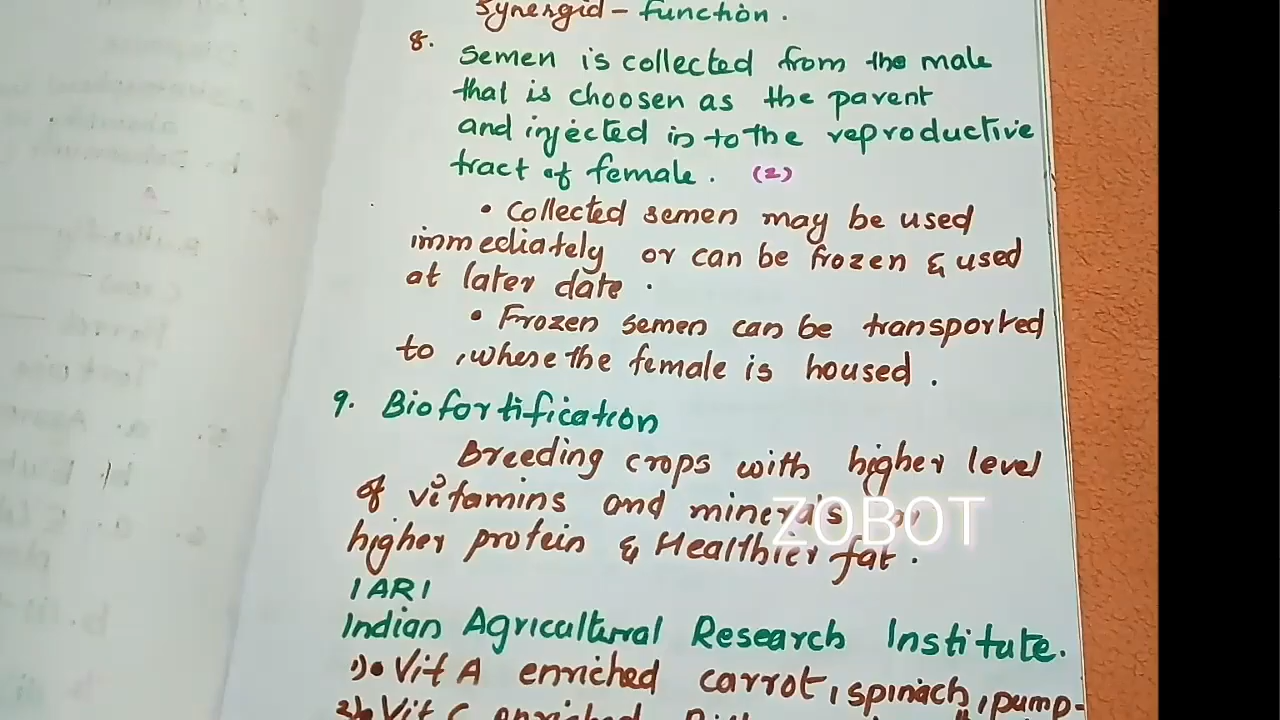 Synergid - function.
8. Semen is collected from the male
that is choosen as the parent
and injected in to the reproductive
tract of female. (2)
• Collected semen may be used
immediately or can be frozen & used
at later date.
• Frozen semen can be transported
to where the female is housed.
9. Biofortification
Breeding crops with higher level
of vitamins and minerals
higher protein & Healthier fat.
IARI
Indian Agricultural Research Institute.
1)• Vit A enriched carrot, spinach, pump-
2) Vit C enriched
ZOBOT